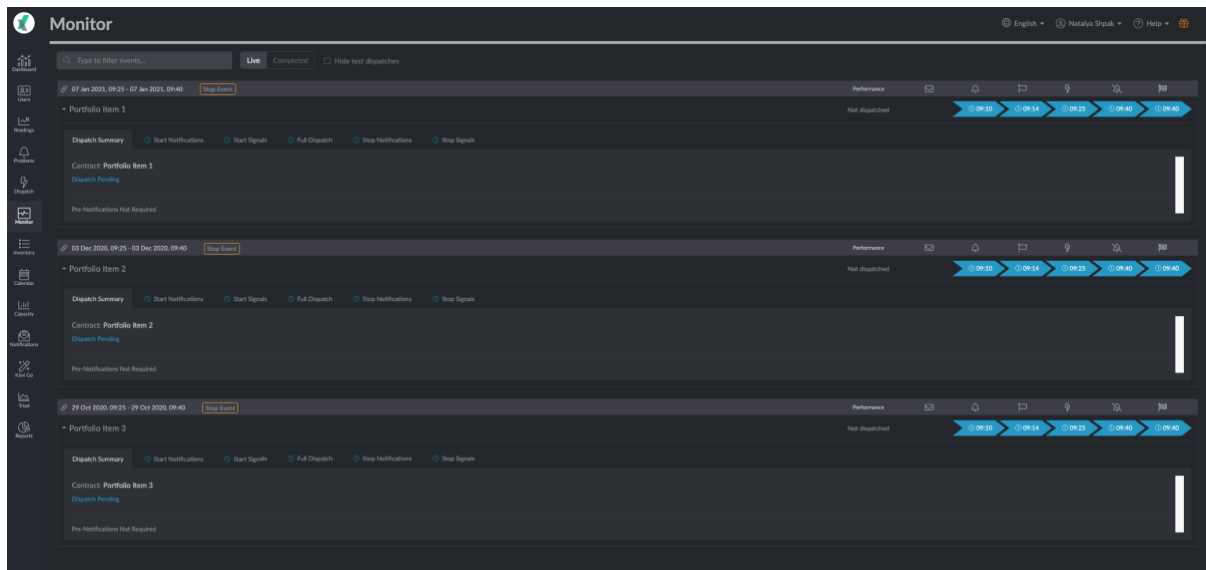 Monitor
English
Natalya Shpak
Help
Dashboard
Users
Readings
Problems
Dispatch
Monitor
Inventory
Calendar
Capacity
Notifications
Kiwi Go
Triad
Reports
Type to filter events...
Live
Completed
Hide test dispatches
07 Jan 2021, 09:25 - 07 Jan 2021, 09:40 Stop Event Performance
Portfolio Item 1 Not dispatched 09:10 09:14 09:25 09:40 09:40
Dispatch Summary Start Notifications Start Signals Full Dispatch Stop Notifications Stop Signals
Contract: Portfolio Item 1
Dispatch Pending
Pre-Notifications Not Required
03 Dec 2020, 09:25 - 03 Dec 2020, 09:40 Stop Event Performance
Portfolio Item 2 Not dispatched 09:10 09:14 09:25 09:40 09:40
Dispatch Summary Start Notifications Start Signals Full Dispatch Stop Notifications Stop Signals
Contract: Portfolio Item 2
Dispatch Pending
Pre-Notifications Not Required
29 Oct 2020, 09:25 - 29 Oct 2020, 09:40 Stop Event Performance
Portfolio Item 3 Not dispatched 09:10 09:14 09:25 09:40 09:40
Dispatch Summary Start Notifications Start Signals Full Dispatch Stop Notifications Stop Signals
Contract: Portfolio Item 3
Dispatch Pending
Pre-Notifications Not Required